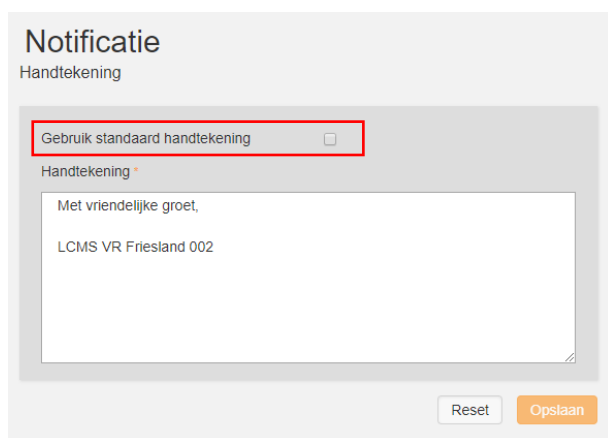 Notificatie
Handtekening
Gebruik standaard handtekening
Handtekening *
Met vriendelijke groet,
LCMS VR Friesland 002
Reset Opslaan